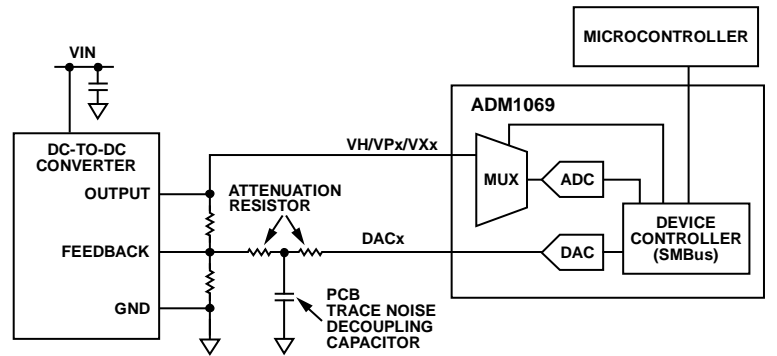 MICROCONTROLLER
VIN
ADM1069
DC-TO-DC
CONVERTER
VH/VPx/VXx
MUX
ADC
OUTPUT
ATTENUATION
RESISTOR
DEVICE
CONTROLLER
(SMBus)
FEEDBACK
DACx
DAC
GND
PCB
TRACE NOISE
DECOUPLING
CAPACITOR